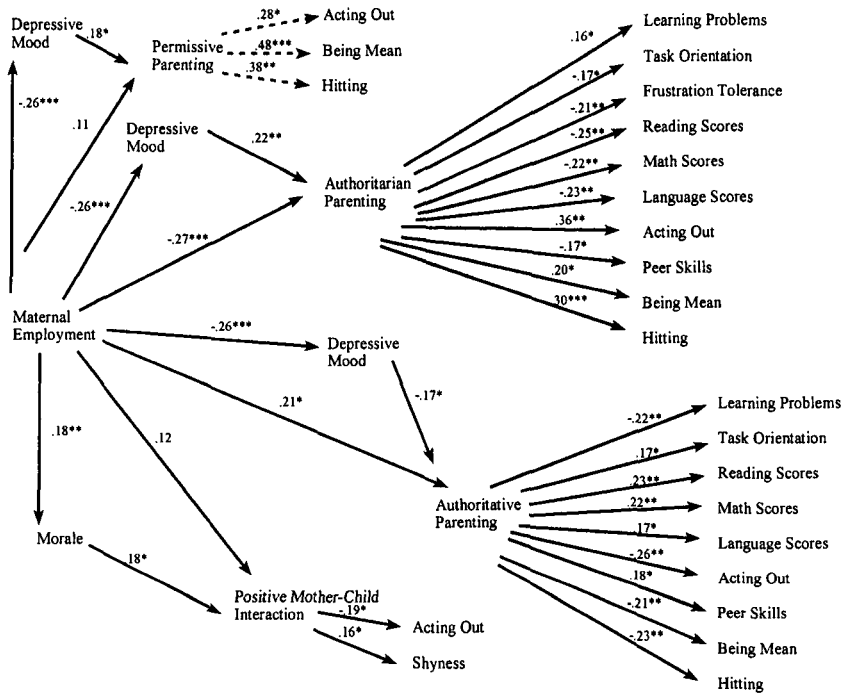 Depressive
Mood
.18*
Permissive
Parenting
.28*
Acting Out
.48***
Being Mean
.38**
Hitting
-.26***
.11
Depressive
Mood
.22**
-.26***
Authoritarian
Parenting
-.27***
.16*
Learning Problems
-.17*
Task Orientation
-.21**
Frustration Tolerance
-.25**
Reading Scores
-.22**
Math Scores
-.23**
Language Scores
.36**
Acting Out
-.17*
Peer Skills
.20*
Being Mean
.30***
Hitting
Maternal
Employment
-.26***
Depressive
Mood
-.17*
.21*
.18**
.12
Authoritative
Parenting
-.22**
Learning Problems
.17*
Task Orientation
.23**
Reading Scores
.22**
Math Scores
.17*
Language Scores
-.26**
Acting Out
.18*
Peer Skills
-.21**
Being Mean
-.23**
Hitting
Morale
.18*
Positive Mother-Child
Interaction
-.19*
Acting Out
.16*
Shyness